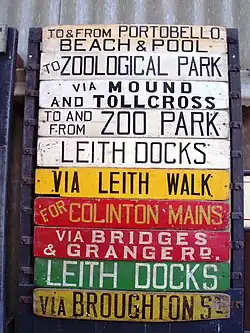 TO & FROM PORTOBELLO
BEACH & POOL
TO ZOOLOGICAL PARK
VIA MOUND
AND TOLLCROSS
TO AND
FROM ZOO PARK
LEITH DOCKS
VIA LEITH WALK
FOR COLINTON MAINS
VIA BRIDGES
& GRANGE RD.
LEITH DOCKS
VIA BROUGHTON ST